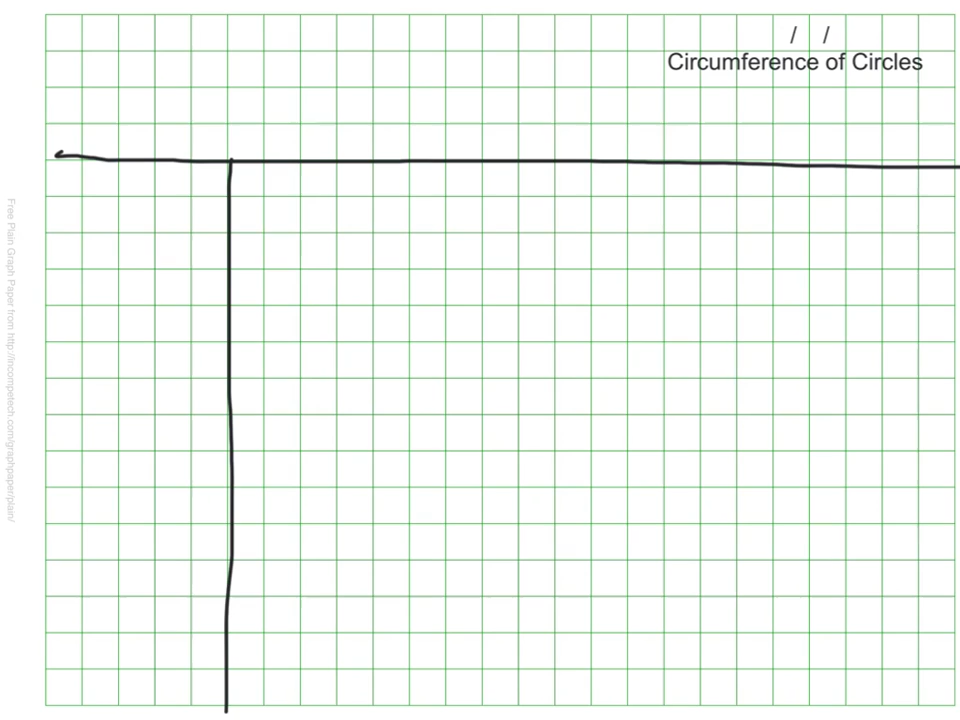 / /
Circumference of Circles
Free Plain Graph Paper from http://incompetech.com/graphpaper/plain/